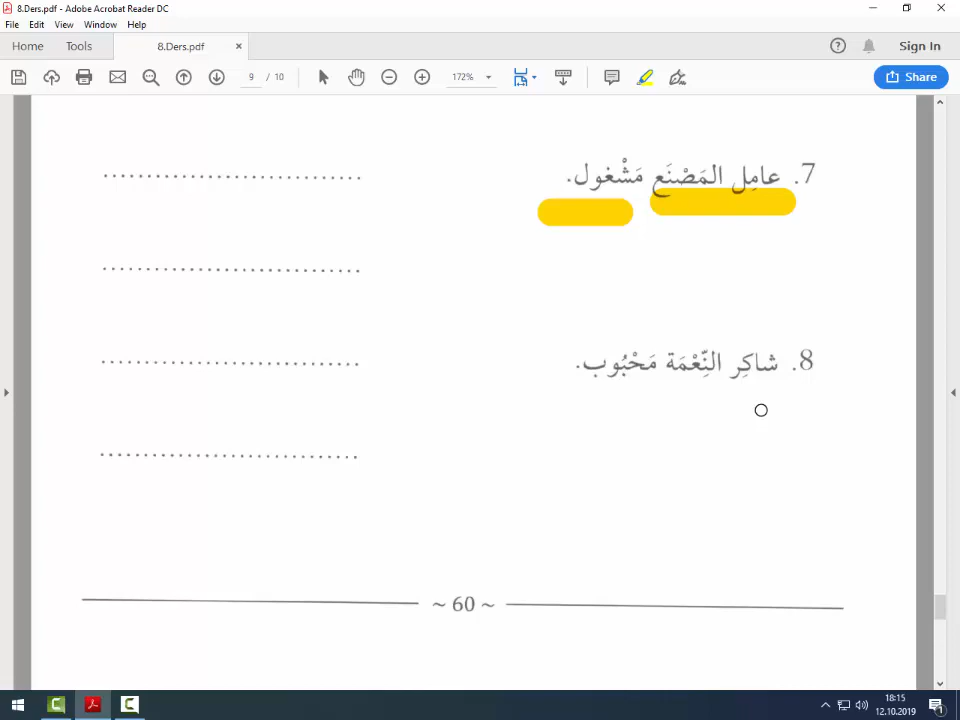 8.Ders.pdf - Adobe Acrobat Reader DC
File Edit View Window Help
Home Tools 8.Ders.pdf × Sign In
9 / 10 172% Share
7. عامِل المَصْنَع مَشْغول. ..............................
..............................
8. شاكِر النِّعْمَة مَحْبُوب. ..............................
..............................
~ 60 ~
18:15
12.10.2019
1